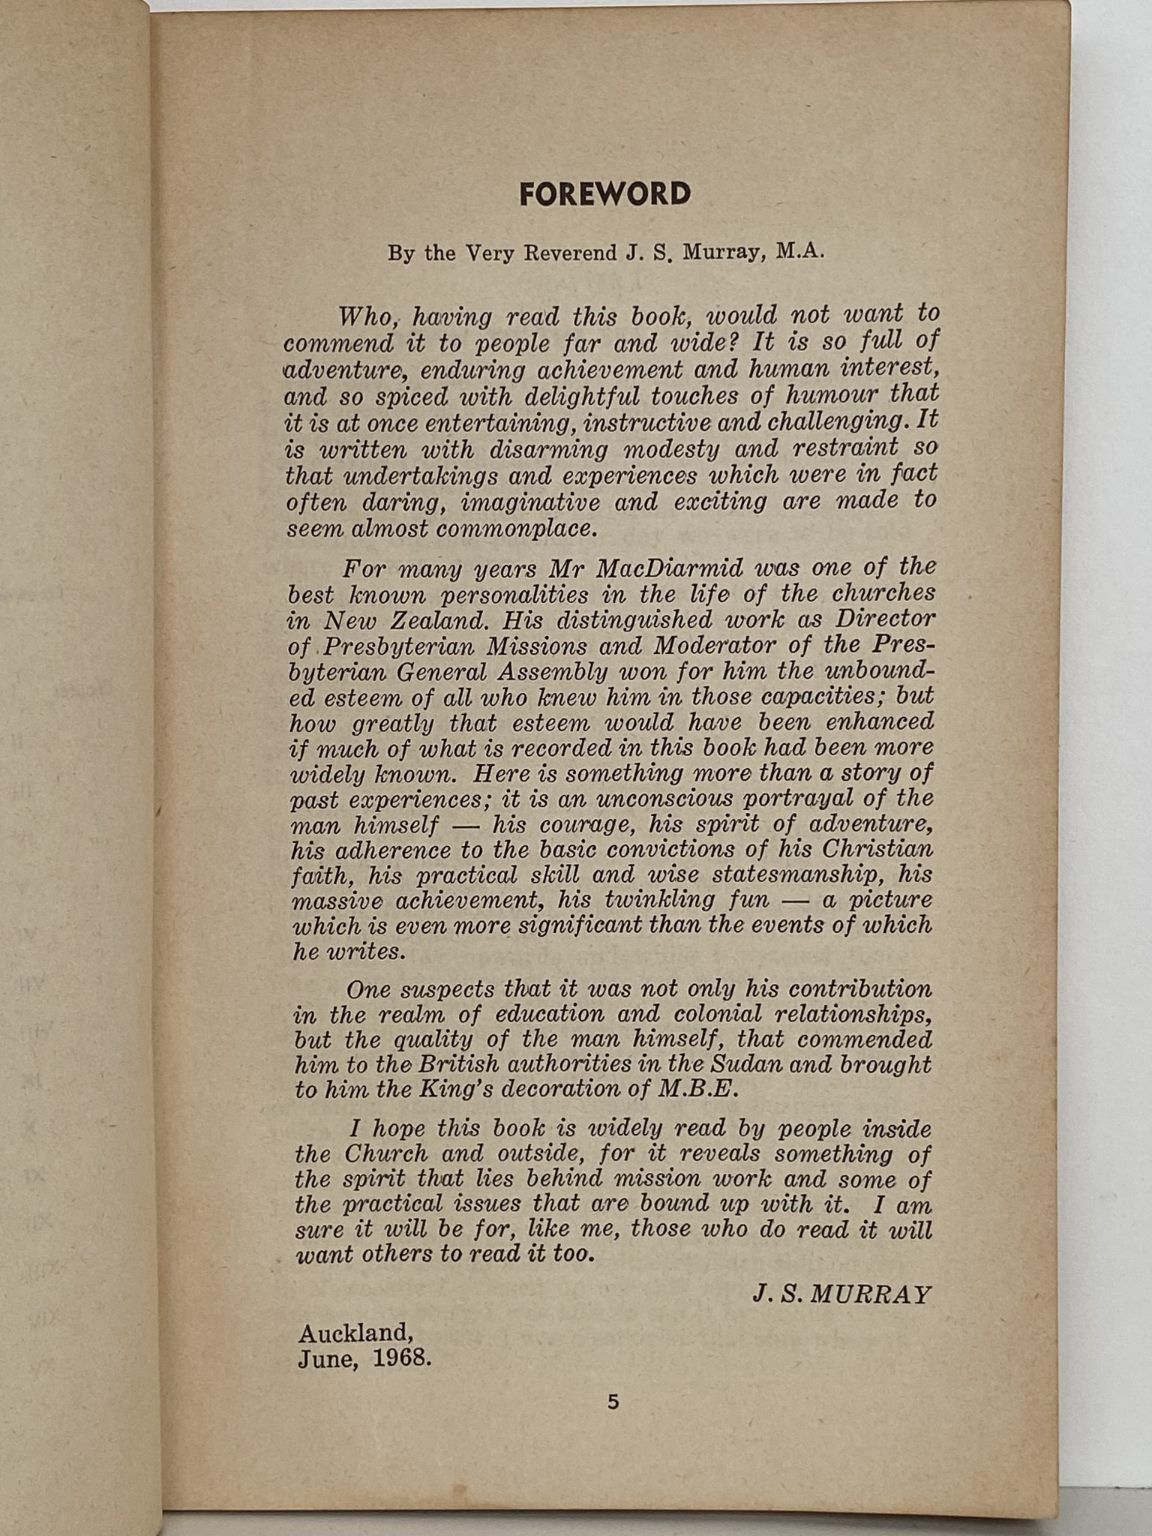 FOREWORD
By the Very Reverend J. S. Murray, M.A.
Who, having read this book, would not want to
commend it to people far and wide? It is so full of
adventure, enduring achievement and human interest,
and so spiced with delightful touches of humour that
it is at once entertaining, instructive and challenging. It
is written with disarming modesty and restraint so
that undertakings and experiences which were in fact
often daring, imaginative and exciting are made to
seem almost commonplace.
For many years Mr MacDiarmid was one of the
best known personalities in the life of the churches
in New Zealand. His distinguished work as Director
of Presbyterian Missions and Moderator of the Pres-
byterian General Assembly won for him the unbound-
ed esteem of all who knew him in those capacities; but
how greatly that esteem would have been enhanced
if much of what is recorded in this book had been more
widely known. Here is something more than a story of
past experiences; it is an unconscious portrayal of the
man himself — his courage, his spirit of adventure,
his adherence to the basic convictions of his Christian
faith, his practical skill and wise statesmanship, his
massive achievement, his twinkling fun — a picture
which is even more significant than the events of which
he writes.
One suspects that it was not only his contribution
in the realm of education and colonial relationships,
but the quality of the man himself, that commended
him to the British authorities in the Sudan and brought
to him the King's decoration of M.B.E.
I hope this book is widely read by people inside
the Church and outside, for it reveals something of
the spirit that lies behind mission work and some of
the practical issues that are bound up with it. I am
sure it will be for, like me, those who do read it will
want others to read it too.
J. S. MURRAY
Auckland,
June, 1968.
5